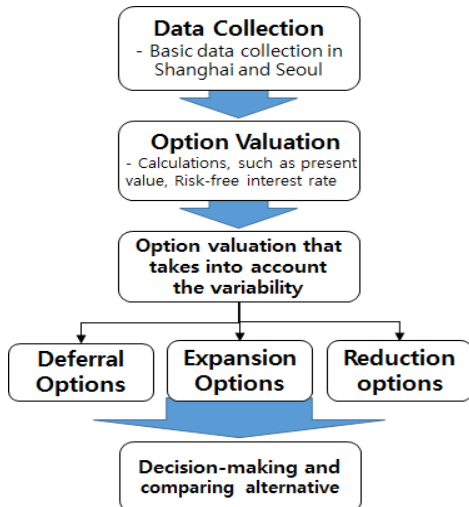 Data Collection
- Basic data collection in
Shanghai and Seoul
Option Valuation
- Calculations, such as present
value, Risk-free interest rate
Option valuation that
takes into account
the variability
Deferral
Options
Expansion
Options
Reduction
options
Decision-making and
comparing alternative